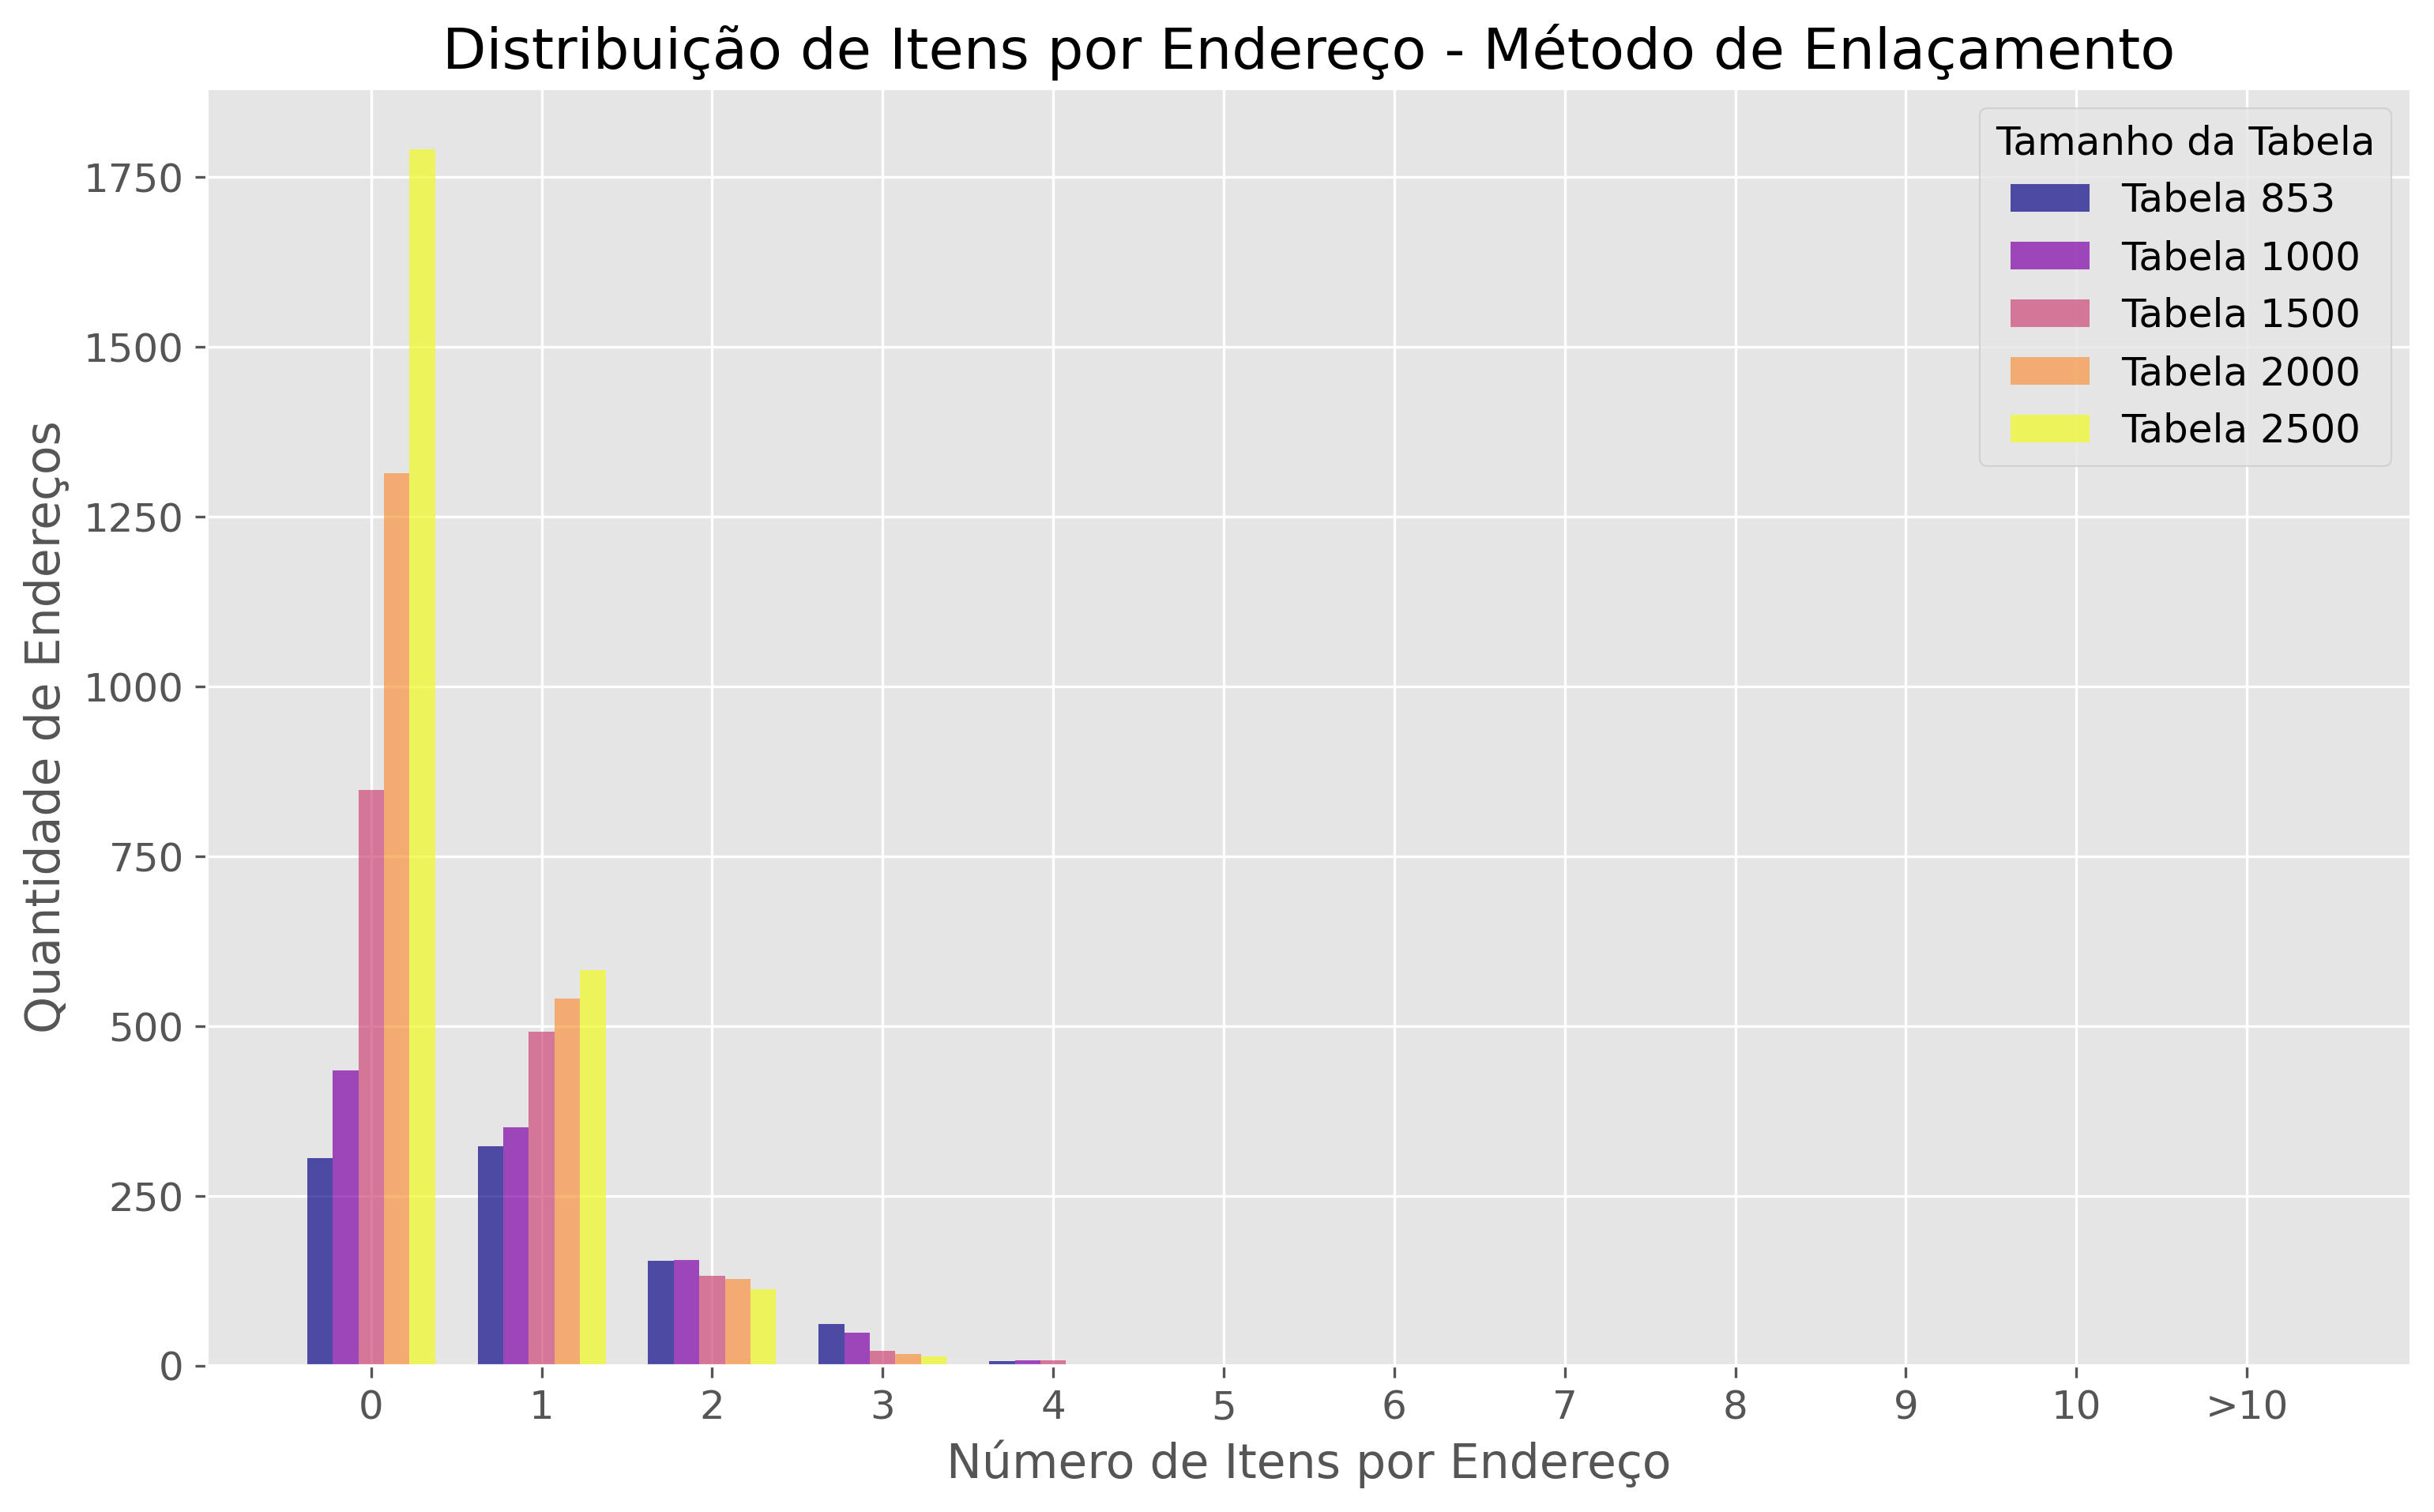 Distribuição de Itens por Endereço - Método de Enlaçamento
Quantidade de Endereços
1750
1500
1250
1000
750
500
250
0
Tamanho da Tabela
Tabela 853
Tabela 1000
Tabela 1500
Tabela 2000
Tabela 2500
0 1 2 3 4 5 6 7 8 9 10 >10
Número de Itens por Endereço